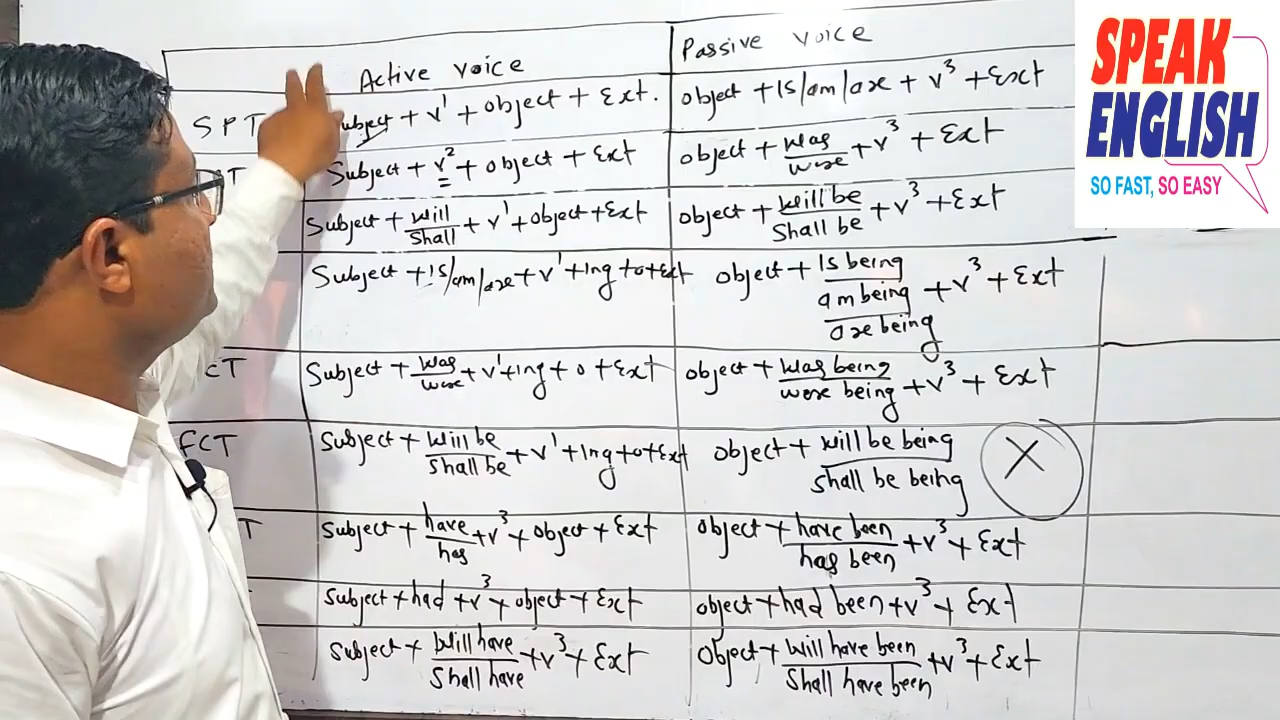 Active voice
Passive voice
SPT
ubject + v¹ + object + Ext.
object + Is/am/are + v³ + Ext
T
Subject + v² + object + Ext
object + was/were + v³ + Ext
Subject + will/shall + v¹ + object + Ext
object + will be/Shall be + v³ + Ext
Subject + Is/am/are + v¹ + Ing + o + Ext
object + Is being/am being/are being + v³ + Ext
CT
Subject + was/were + v¹ + Ing + o + Ext
object + was being/were being + v³ + Ext
FCT
Subject + will be/Shall be + v¹ + Ing + o + Ext
object + will be being/shall be being X
T
Subject + have/has + v³ + object + Ext
object + have been/has been + v³ + Ext
Subject + had + v³ + object + Ext
object + had been + v³ + Ext
Subject + will have/Shall have + v³ + Ext
Object + will have been/Shall have been + v³ + Ext
SPEAK
ENGLISH
SO FAST, SO EASY